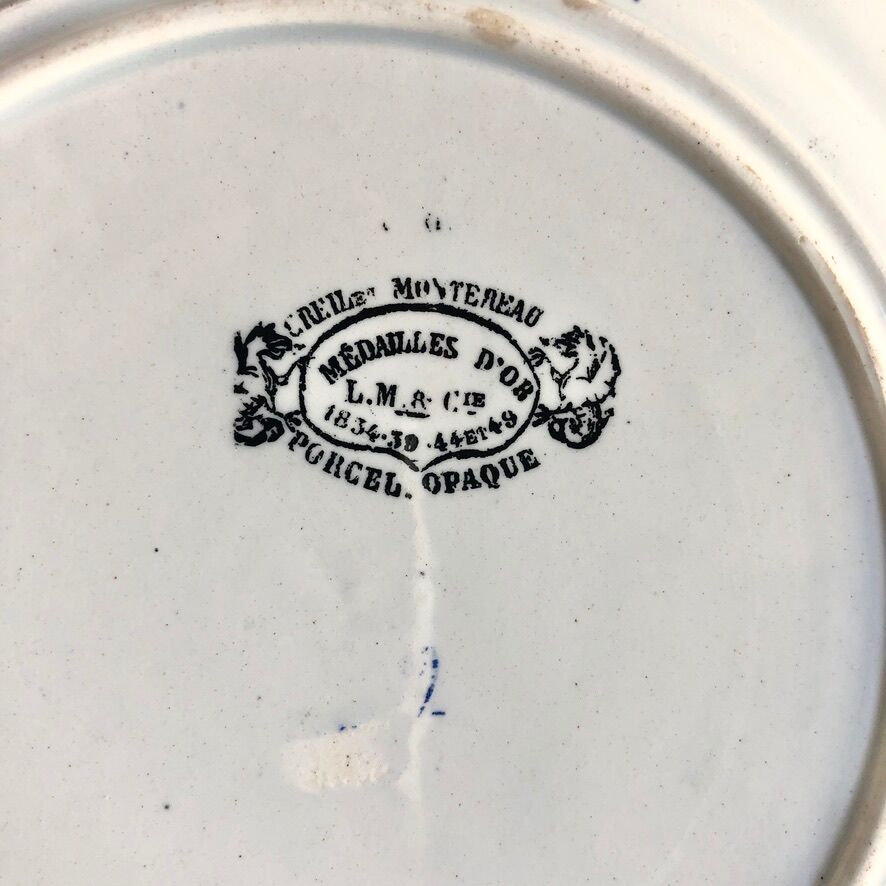 CREIL ET MONTEREAU
MÉDAILLES D'OR
L.M. & CIE
1834.39.44 ET 49
PORCEL. OPAQUE